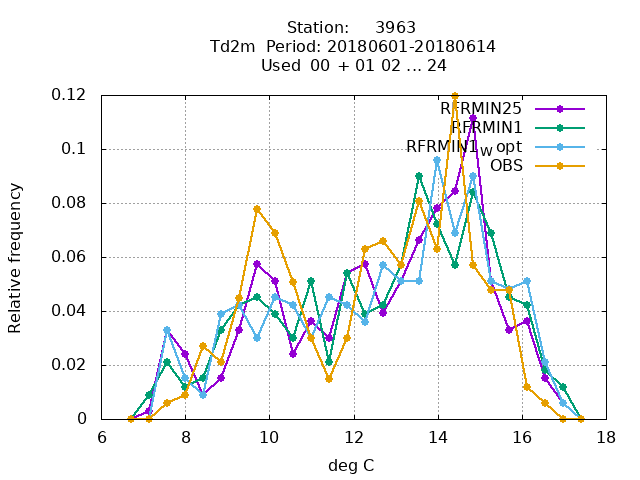 Station: 3963
Td2m Period: 20180601-20180614
Used 00 + 01 02 ... 24
0.12
0.1
0.08
0.06
0.04
0.02
0
RFRMIN25
RFRMIN1
RFRMIN1w opt
OBS
Relative frequency
6 8 10 12 14 16 18
deg C